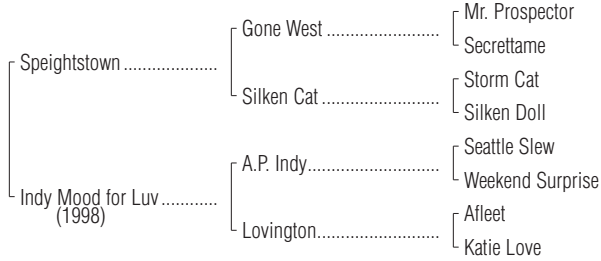 Mr. Prospector
Gone West ........................
Secrettame
Speightstown ....................
Storm Cat
Silken Cat .........................
Silken Doll
Seattle Slew
A.P. Indy............................
Weekend Surprise
Indy Mood for Luv ............
(1998)
Afleet
Lovington..........................
Katie Love